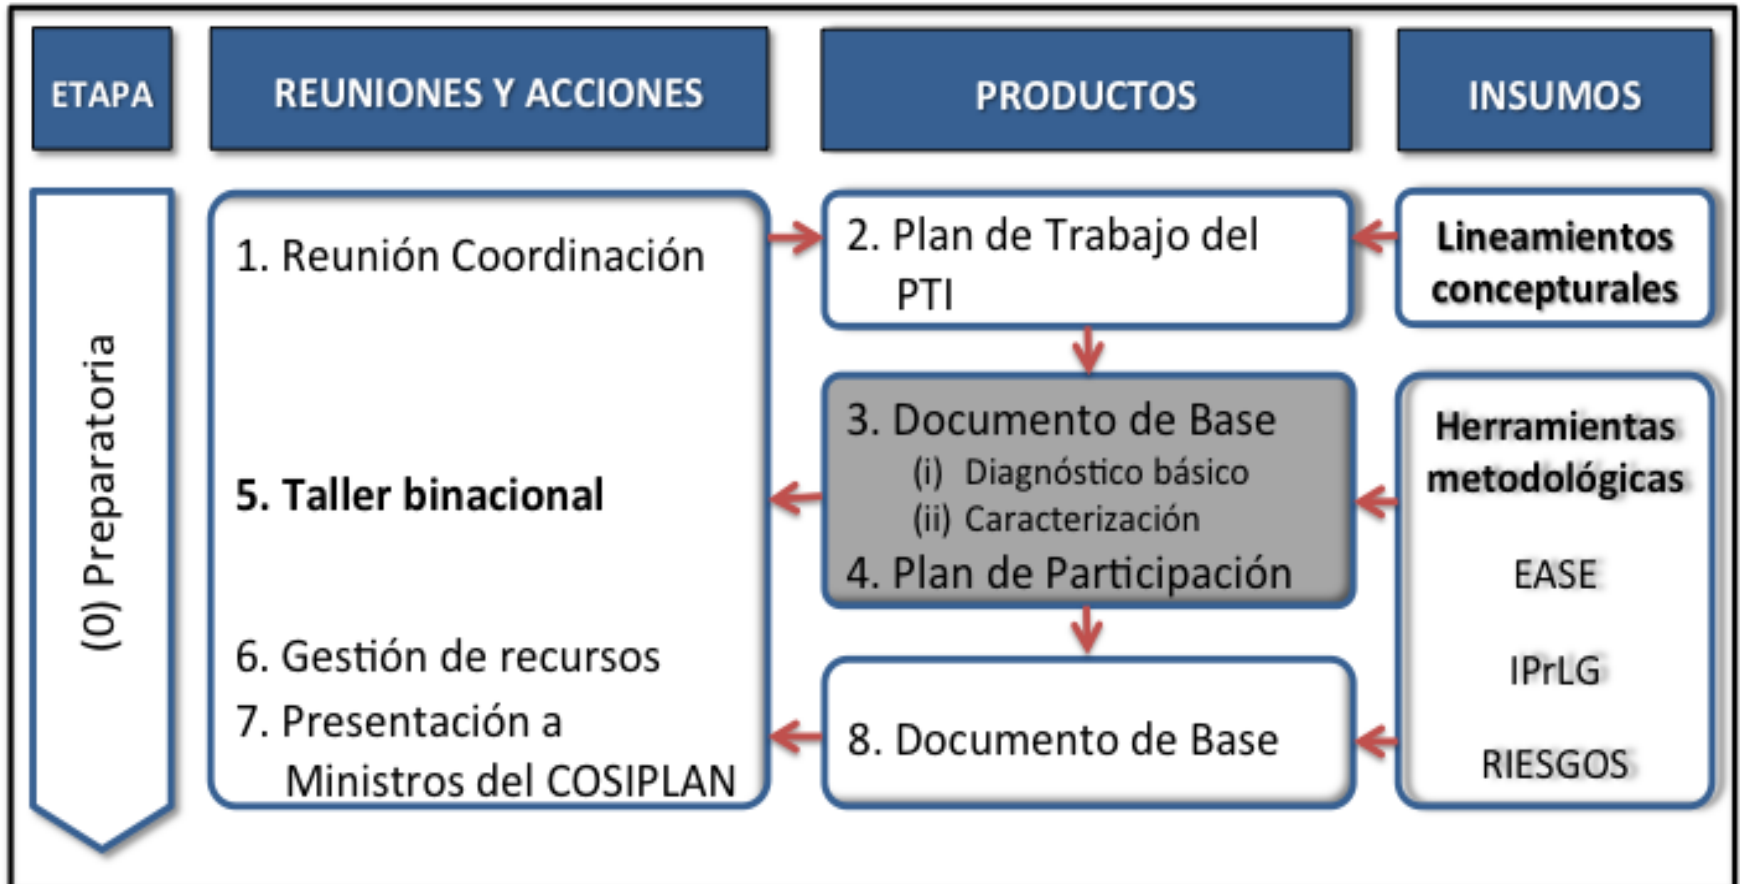 ETAPA
REUNIONES Y ACCIONES
PRODUCTOS
INSUMOS
(0) Preparatoria
1. Reunión Coordinación
5. Taller binacional
6. Gestión de recursos
7. Presentación a
Ministros del COSIPLAN
2. Plan de Trabajo del
PTI
3. Documento de Base
(i) Diagnóstico básico
(ii) Caracterización
4. Plan de Participación
8. Documento de Base
Lineamientos
concepturales
Herramientas
metodológicas
EASE
IPrLG
RIESGOS